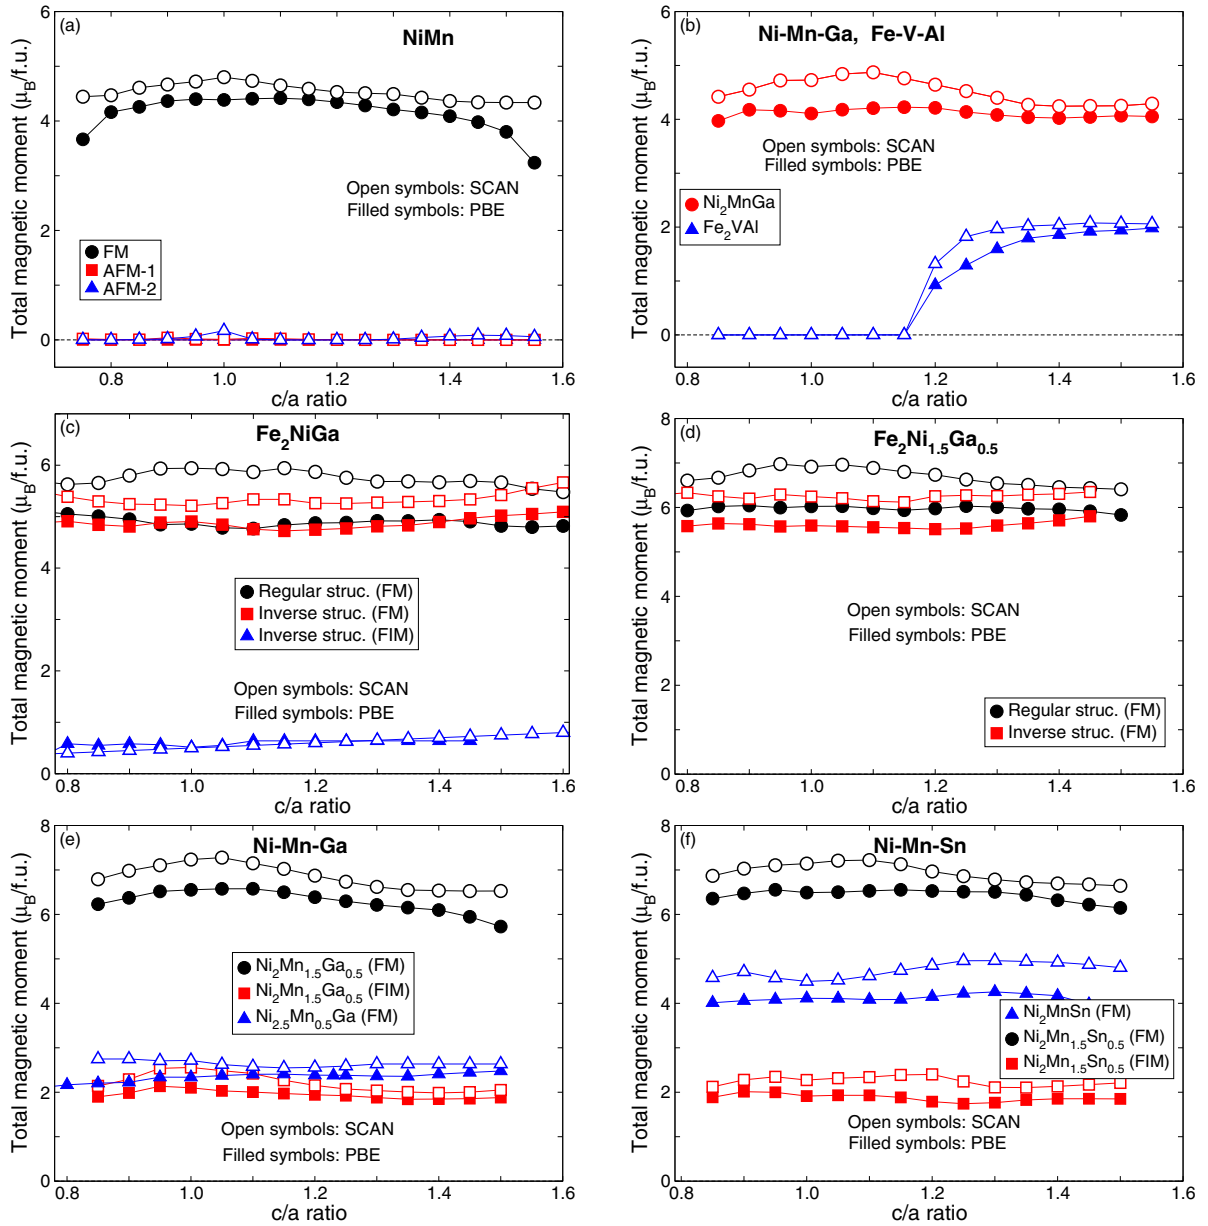 (a)
NiMn
Total magnetic moment (μB/f.u.)
6
4
2
0
Open symbols: SCAN
Filled symbols: PBE
FM
AFM-1
AFM-2
0.8 1.0 1.2 1.4 1.6
c/a ratio
(b)
Ni-Mn-Ga, Fe-V-Al
Total magnetic moment (μB/f.u.)
6
4
2
0
Open symbols: SCAN
Filled symbols: PBE
Ni2MnGa
Fe2VAl
0.8 1.0 1.2 1.4 1.6
c/a ratio
(c)
Fe2NiGa
Total magnetic moment (μB/f.u.)
6
4
2
0
Regular struc. (FM)
Inverse struc. (FM)
Inverse struc. (FIM)
Open symbols: SCAN
Filled symbols: PBE
0.8 1.0 1.2 1.4 1.6
c/a ratio
(d)
Fe2Ni1.5Ga0.5
Total magnetic moment (μB/f.u.)
8
6
4
2
0
Open symbols: SCAN
Filled symbols: PBE
Regular struc. (FM)
Inverse struc. (FM)
0.8 1.0 1.2 1.4 1.6
c/a ratio
(e)
Ni-Mn-Ga
Total magnetic moment (μB/f.u.)
8
6
4
2
0
Ni2Mn1.5Ga0.5 (FM)
Ni2Mn1.5Ga0.5 (FIM)
Ni2.5Mn0.5Ga (FM)
Open symbols: SCAN
Filled symbols: PBE
0.8 1.0 1.2 1.4 1.6
c/a ratio
(f)
Ni-Mn-Sn
Total magnetic moment (μB/f.u.)
8
6
4
2
0
Ni2MnSn (FM)
Ni2Mn1.5Sn0.5 (FM)
Ni2Mn1.5Sn0.5 (FIM)
Open symbols: SCAN
Filled symbols: PBE
0.8 1.0 1.2 1.4 1.6
c/a ratio